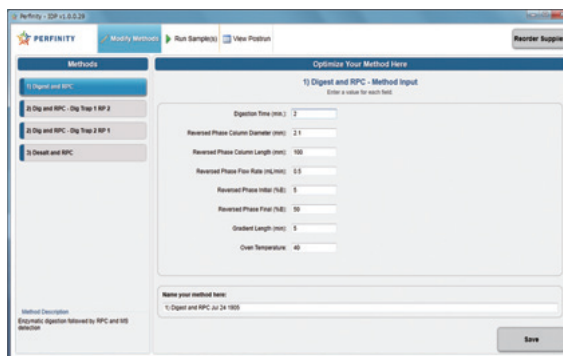 Perfinity - IDP v1.0.0.29
PERFINITY
Modify Methods
Run Sample(s)
View Postrun
Reorder Supplies
Methods
1) Digest and RPC
2) Dig and RPC - Dig Trap 1 RP 2
2) Dig and RPC - Dig Trap 2 RP 1
3) Desalt and RPC
Method Description
Enzymatic digestion followed by RPC and MS
detection
Optimize Your Method Here
1) Digest and RPC - Method Input
Enter a value for each field
Digestion Time (min.): 2
Reversed Phase Column Diameter (mm): 2.1
Reversed Phase Column Length (mm): 100
Reversed Phase Flow Rate (mL/min): 0.5
Reversed Phase Initial (%B): 5
Reversed Phase Final (%B): 50
Gradient Length (min): 5
Oven Temperature: 40
Name your method here:
1) Digest and RPC Jul 24 1905
Save